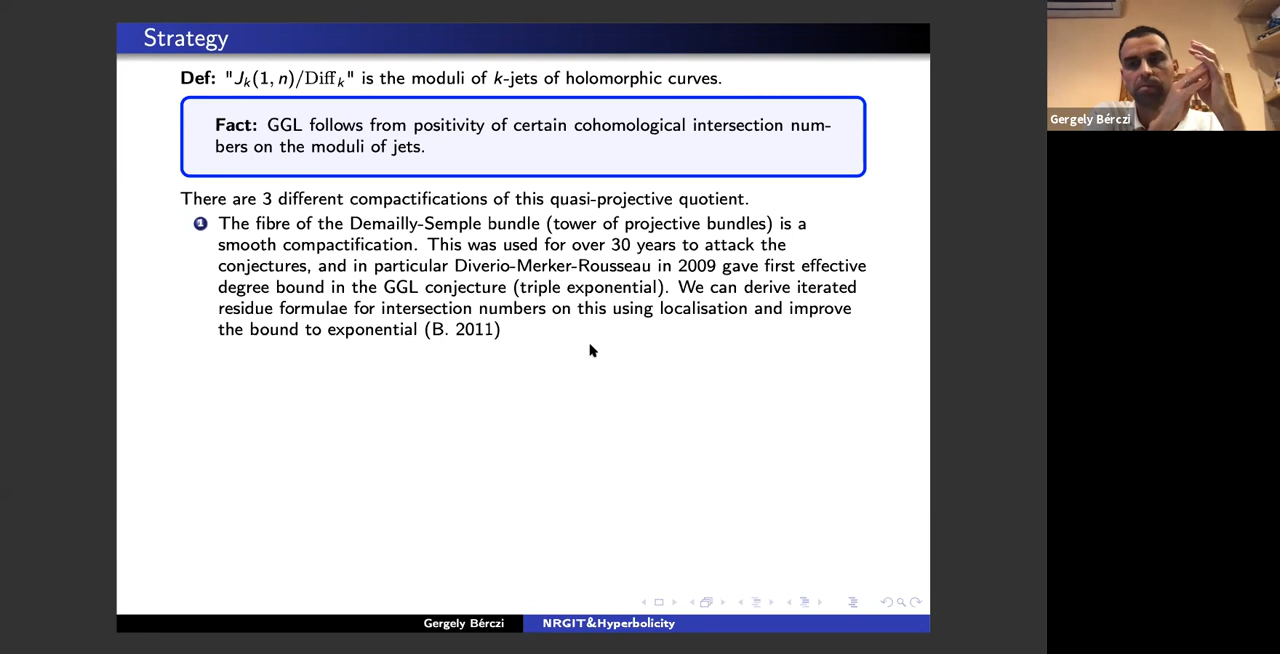 Strategy
Def: "Jₖ(1, n)/Diffₖ" is the moduli of k-jets of holomorphic curves.
Fact: GGL follows from positivity of certain cohomological intersection num-
bers on the moduli of jets.
There are 3 different compactifications of this quasi-projective quotient.
1 The fibre of the Demailly-Semple bundle (tower of projective bundles) is a
smooth compactification. This was used for over 30 years to attack the
conjectures, and in particular Diverio-Merker-Rousseau in 2009 gave first effective
degree bound in the GGL conjecture (triple exponential). We can derive iterated
residue formulae for intersection numbers on this using localisation and improve
the bound to exponential (B. 2011)
Gergely Bérczi
NRGIT&Hyperbolicity
Gergely Bérczi